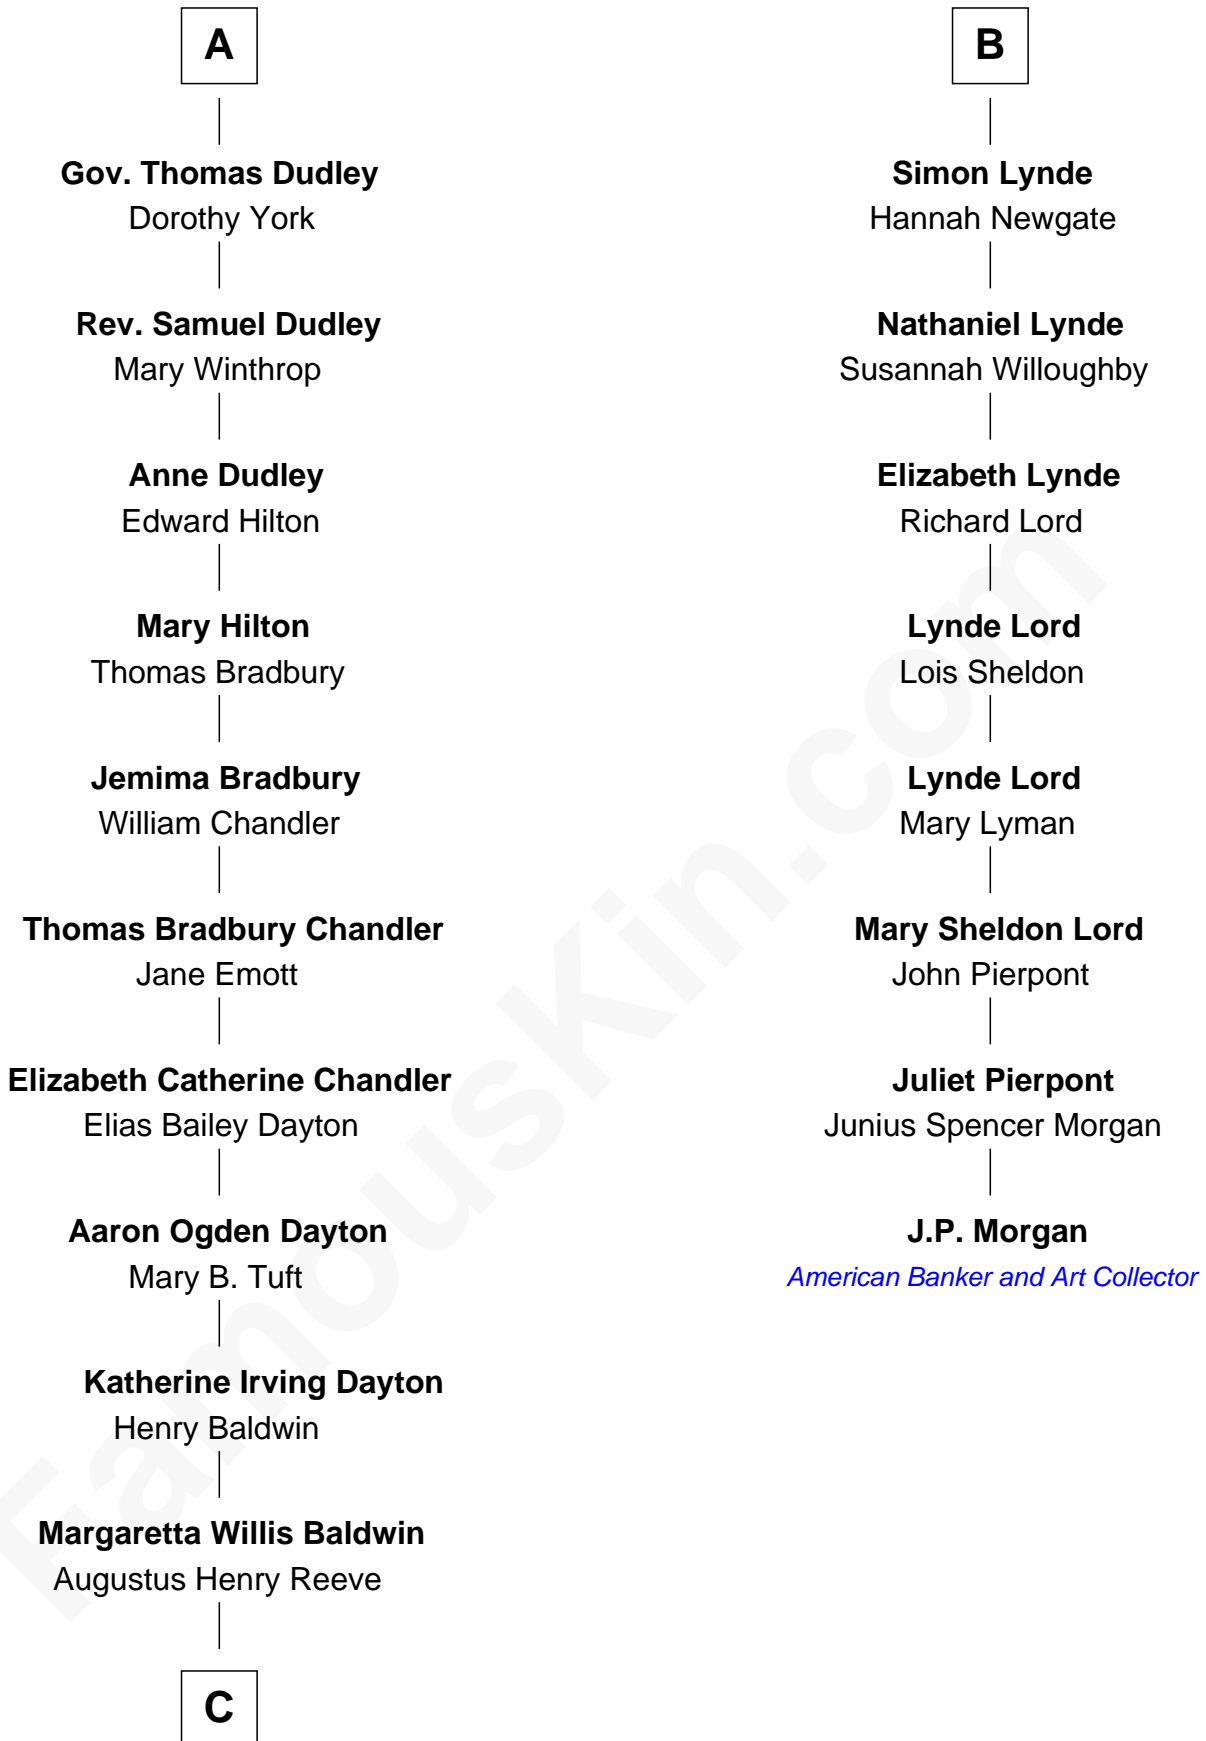 A
Gov. Thomas Dudley
Dorothy York
Rev. Samuel Dudley
Mary Winthrop
Anne Dudley
Edward Hilton
Mary Hilton
Thomas Bradbury
Jemima Bradbury
William Chandler
Thomas Bradbury Chandler
Jane Emott
Elizabeth Catherine Chandler
Elias Bailey Dayton
Aaron Ogden Dayton
Mary B. Tuft
Katherine Irving Dayton
Henry Baldwin
Margaretta Willis Baldwin
Augustus Henry Reeve
C
B
Simon Lynde
Hannah Newgate
Nathaniel Lynde
Susannah Willoughby
Elizabeth Lynde
Richard Lord
Lynde Lord
Lois Sheldon
Lynde Lord
Mary Lyman
Mary Sheldon Lord
John Pierpont
Juliet Pierpont
Junius Spencer Morgan
J.P. Morgan
American Banker and Art Collector
FamousKin.com